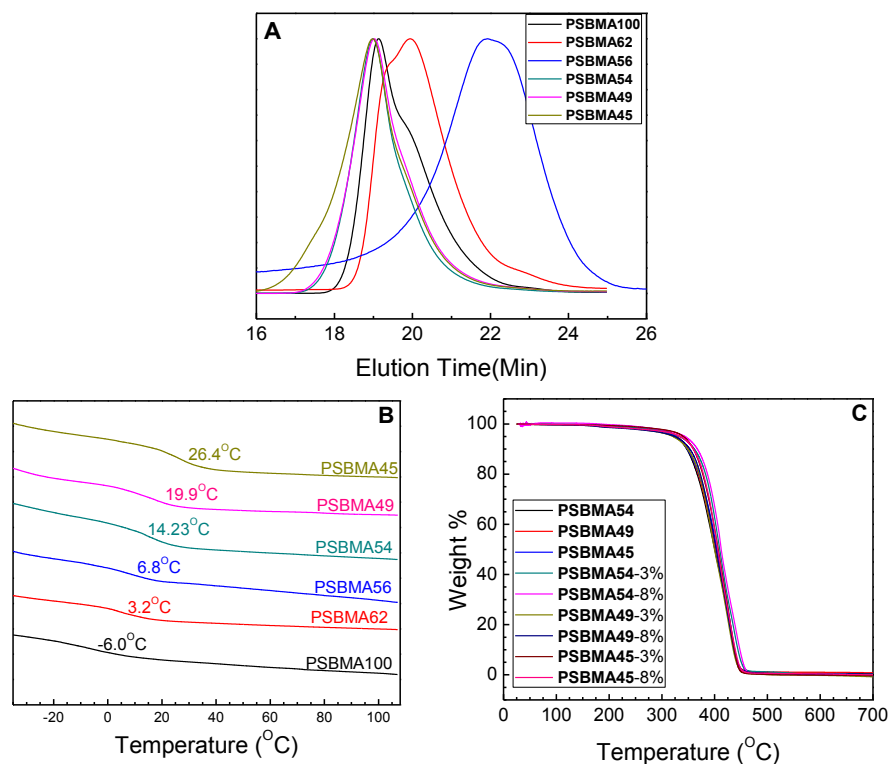 A
PSBMA100
PSBMA62
PSBMA56
PSBMA54
PSBMA49
PSBMA45
16 18 20 22 24 26
Elution Time(Min)
B
26.4°C
PSBMA45
19.9°C
PSBMA49
14.23°C
PSBMA54
6.8°C
PSBMA56
3.2°C
PSBMA62
-6.0°C
PSBMA100
-20 0 20 40 60 80 100
Temperature (°C)
C
100
80
60
40
20
0
Weight %
PSBMA54
PSBMA49
PSBMA45
PSBMA54-3%
PSBMA54-8%
PSBMA49-3%
PSBMA49-8%
PSBMA45-3%
PSBMA45-8%
0 100 200 300 400 500 600 700
Temperature (°C)